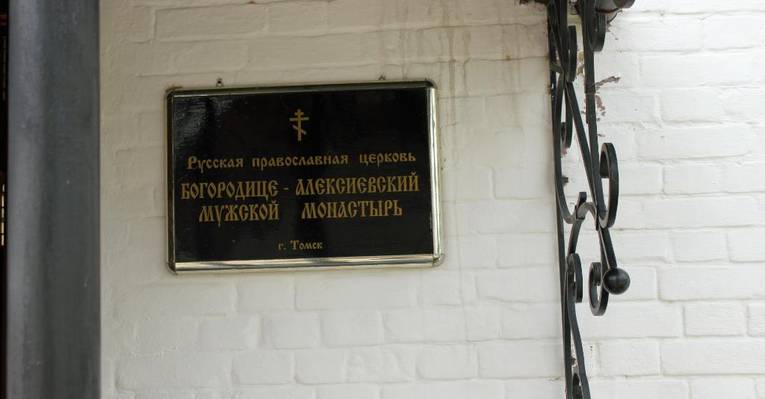 Русская православная церковь
БОГОРОДИЦЕ - АЛЕКСИЕВСКИЙ
МУЖСКОЙ МОНАСТЫРЬ
г. Томск